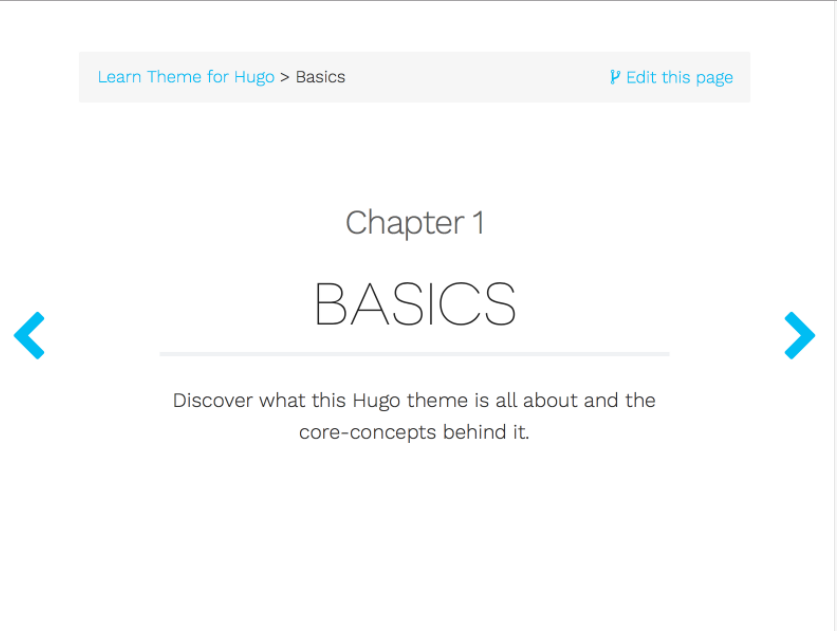 Learn Theme for Hugo > Basics
Edit this page
Chapter 1
BASICS
Discover what this Hugo theme is all about and the
core-concepts behind it.